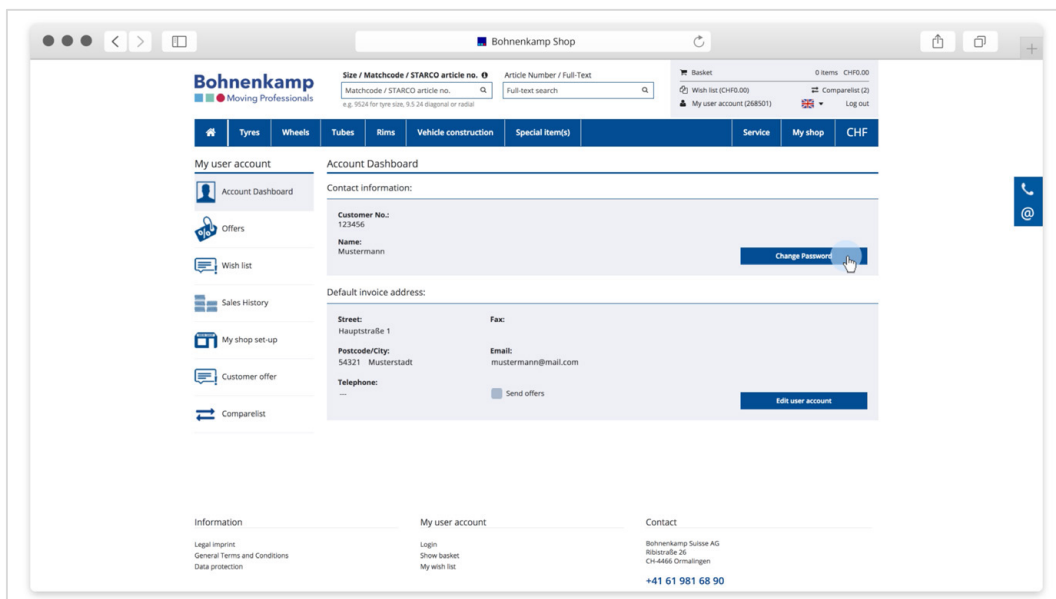 Bohnenkamp Shop
Bohnenkamp
Moving Professionals
Size / Matchcode / STARCO article no.
Matchcode / STARCO article no.
e.g. 9524 for tyre size, 9.5 24 diagonal or radial
Article Number / Full-Text
Full-text search
Basket 0 items CHF0.00
Wish list (CHF0.00) Comparelist (2)
My user account (268501) Log out
Tyres Wheels Tubes Rims Vehicle construction Special item(s) Service My shop CHF
My user account
Account Dashboard
Offers
Wish list
Sales History
My shop set-up
Customer offer
Comparelist
Account Dashboard
Contact information:
Customer No.:
123456
Name:
Mustermann
Change Password
Default invoice address:
Street:
Hauptstraße 1
Fax:
Postcode/City:
54321 Musterstadt
Email:
mustermann@mail.com
Telephone:
---
Send offers
Edit user account
Information
Legal imprint
General Terms and Conditions
Data protection
My user account
Login
Show basket
My wish list
Contact
Bohnenkamp Suisse AG
Ribistraße 26
CH-4466 Ormalingen
+41 61 981 68 90